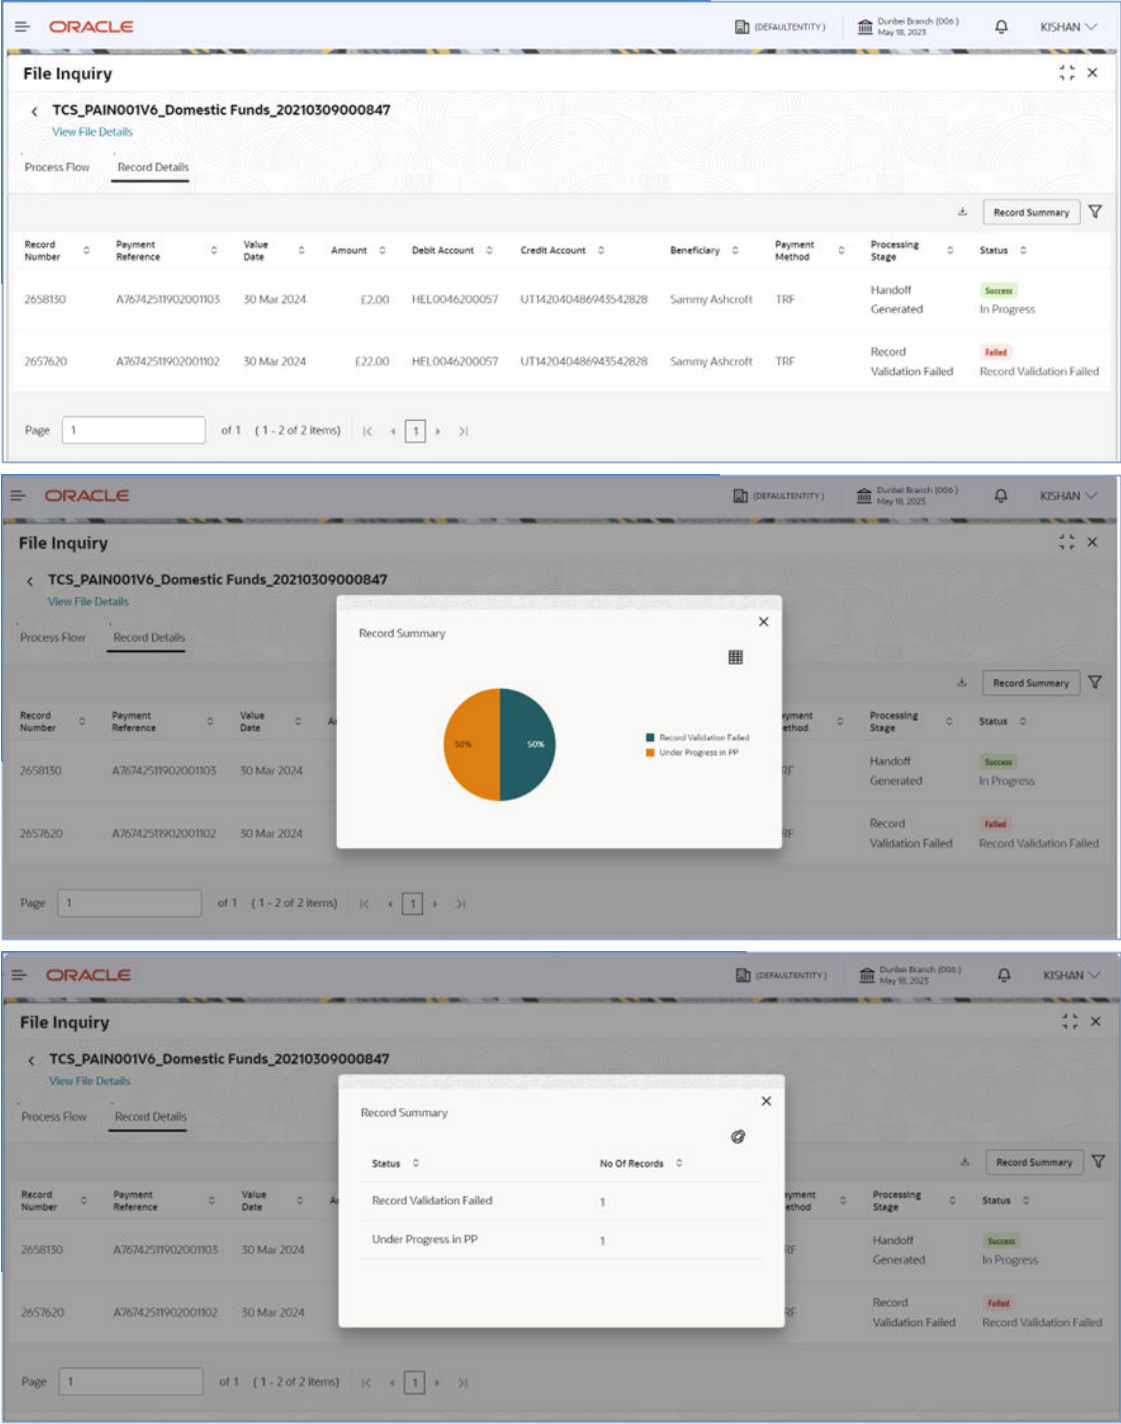 ORACLE (DEFAULTENTITY) Dunbei Branch (006) KISHAN
May 18, 2023
File Inquiry
TCS_PAIN001V6_Domestic Funds_20210309000847
View File Details
Process Flow Record Details
Record Summary
Record Number Payment Reference Value Date Amount Debit Account Credit Account Beneficiary Payment Method Processing Stage Status
2658130 A76742511902001103 30 Mar 2024 £2.00 HEL0046200057 UT142040486943542828 Sammy Ashcroft TRF Handoff Generated Success In Progress
2657620 A76742511902001102 30 Mar 2024 £22.00 HEL0046200057 UT142040486943542828 Sammy Ashcroft TRF Record Validation Failed Failed Record Validation Failed
Page 1 of 1 (1 - 2 of 2 items) 1
ORACLE (DEFAULTENTITY) Dunbei Branch (006) KISHAN
May 18, 2023
File Inquiry
TCS_PAIN001V6_Domestic Funds_20210309000847
View File Details
Process Flow Record Details
Record Summary
Record Summary
50% 50%
Record Validation Failed
Under Progress in PP
Record Number Payment Reference Value Date Processing Stage Status
2658130 A76742511902001103 30 Mar 2024 Handoff Generated Success In Progress
2657620 A76742511902001102 30 Mar 2024 Record Validation Failed Failed Record Validation Failed
Page 1 of 1 (1 - 2 of 2 items) 1
ORACLE (DEFAULTENTITY) Dunbei Branch (006) KISHAN
May 18, 2023
File Inquiry
TCS_PAIN001V6_Domestic Funds_20210309000847
View File Details
Process Flow Record Details
Record Summary
Status No Of Records
Record Validation Failed 1
Under Progress in PP 1
Record Summary
Record Number Payment Reference Value Date Processing Stage Status
2658130 A76742511902001103 30 Mar 2024 Handoff Generated Success In Progress
2657620 A76742511902001102 30 Mar 2024 Record Validation Failed Failed Record Validation Failed
Page 1 of 1 (1 - 2 of 2 items) 1